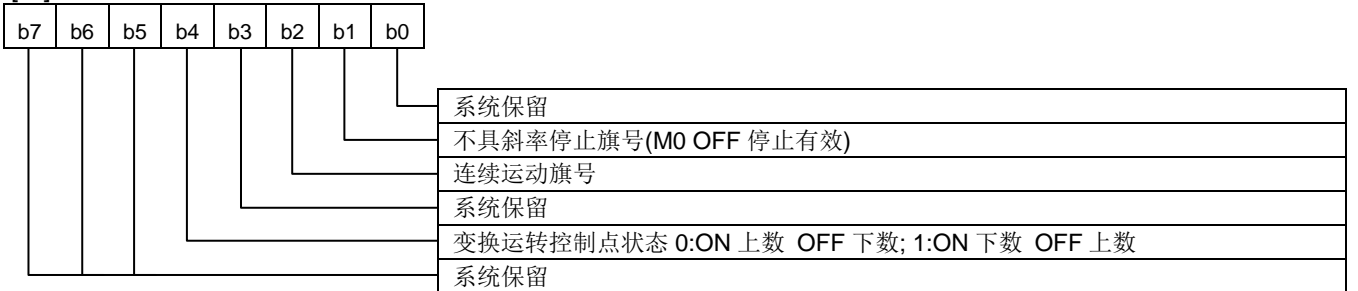 b7 b6 b5 b4 b3 b2 b1 b0
系统保留
不具斜率停止旗号(M0 OFF 停止有效)
连续运动旗号
系统保留
变换运转控制点状态 0:ON 上数 OFF 下数; 1:ON 下数 OFF 上数
系统保留